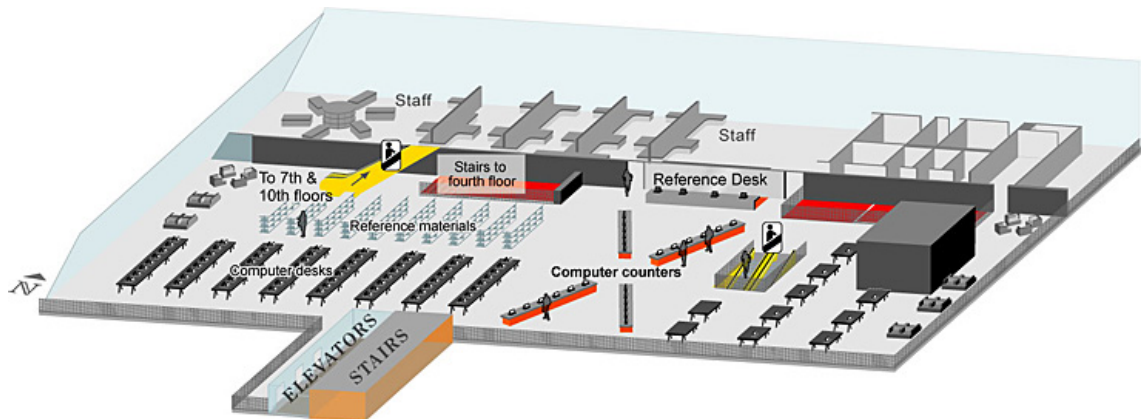 Staff
Staff
To 7th &
10th floors
Stairs to
fourth floor
Reference Desk
Reference materials
Computer desks
Computer counters
N
ELEVATORS
STAIRS